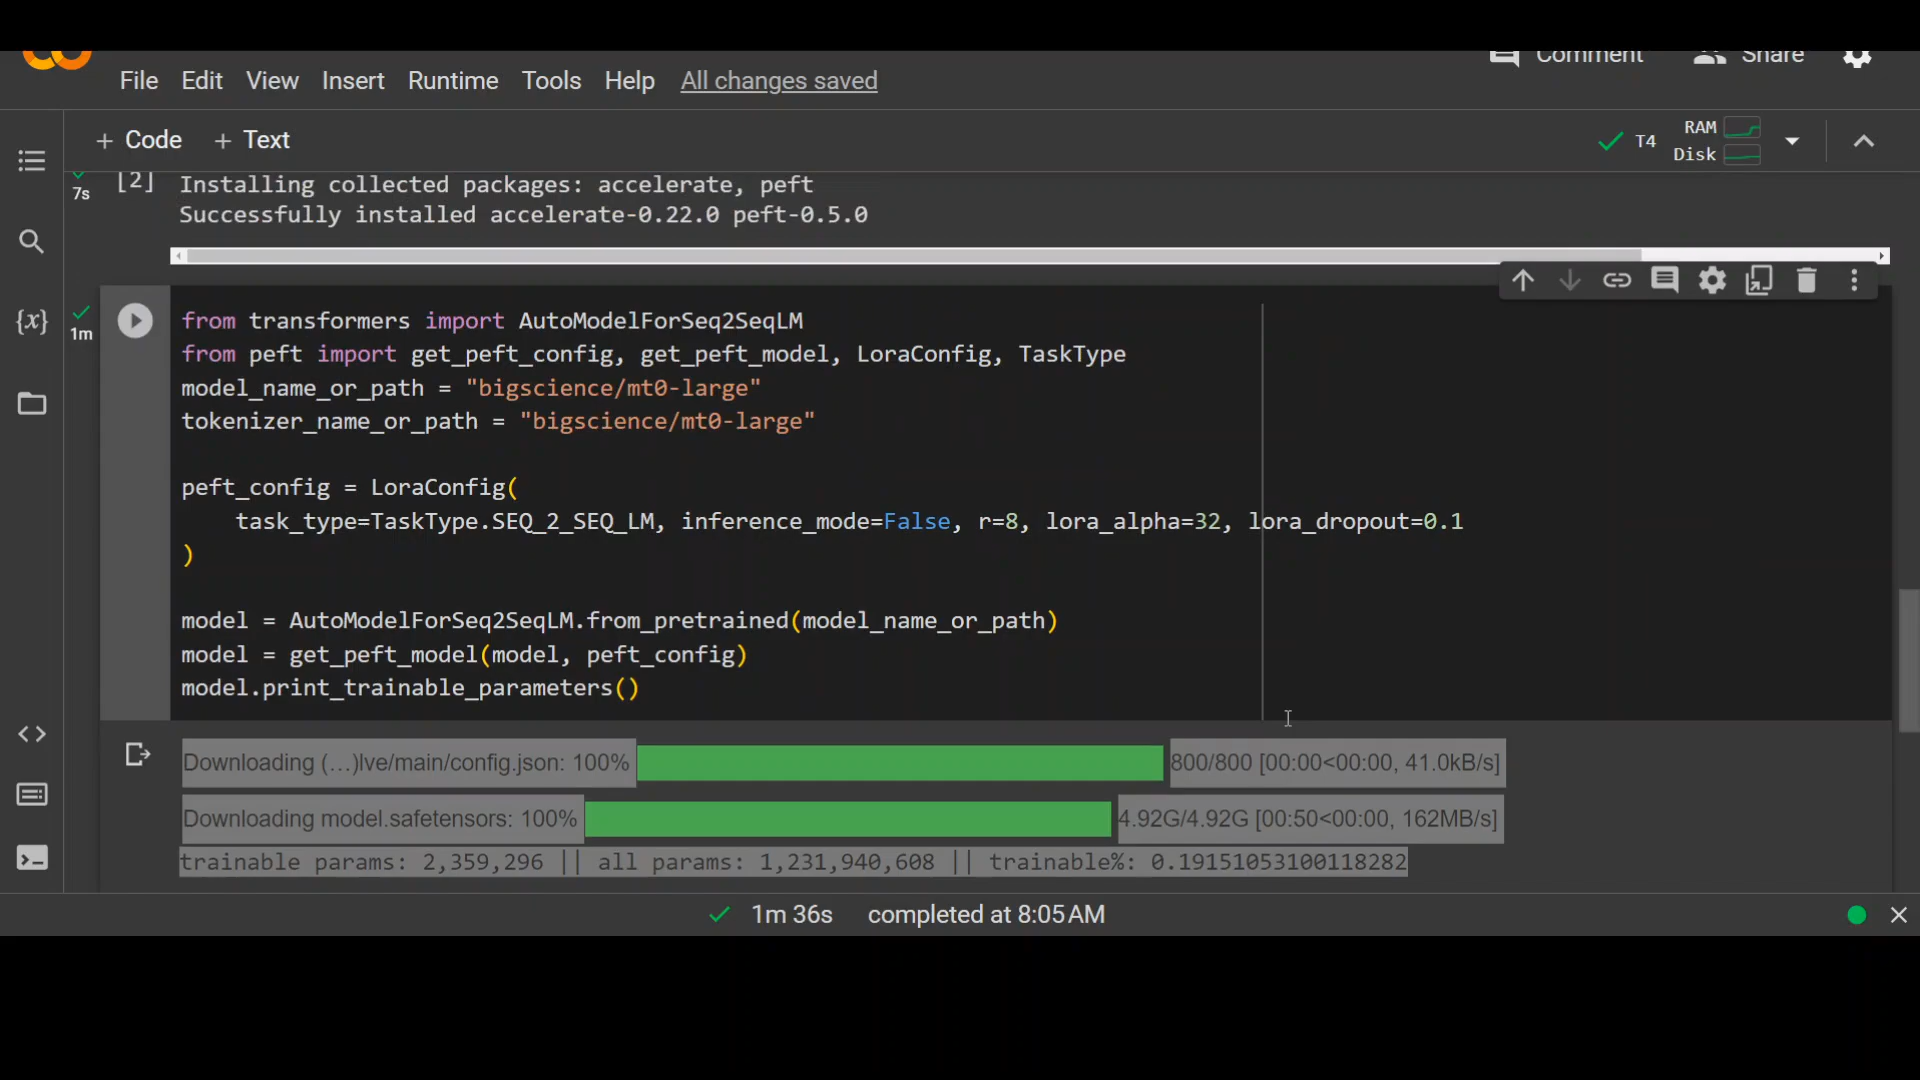 Comment Share
File Edit View Insert Runtime Tools Help All changes saved
+ Code + Text
T4 RAM
Disk
7s [2] Installing collected packages: accelerate, peft
Successfully installed accelerate-0.22.0 peft-0.5.0
{x}
1m
from transformers import AutoModelForSeq2SeqLM
from peft import get_peft_config, get_peft_model, LoraConfig, TaskType
model_name_or_path = "bigscience/mt0-large"
tokenizer_name_or_path = "bigscience/mt0-large"
peft_config = LoraConfig(
task_type=TaskType.SEQ_2_SEQ_LM, inference_mode=False, r=8, lora_alpha=32, lora_dropout=0.1
)
model = AutoModelForSeq2SeqLM.from_pretrained(model_name_or_path)
model = get_peft_model(model, peft_config)
model.print_trainable_parameters()
Downloading (…)lve/main/config.json: 100% 800/800 [00:00<00:00, 41.0kB/s]
Downloading model.safetensors: 100% 4.92G/4.92G [00:50<00:00, 162MB/s]
trainable params: 2,359,296 || all params: 1,231,940,608 || trainable%: 0.19151053100118282
1m 36s completed at 8:05 AM